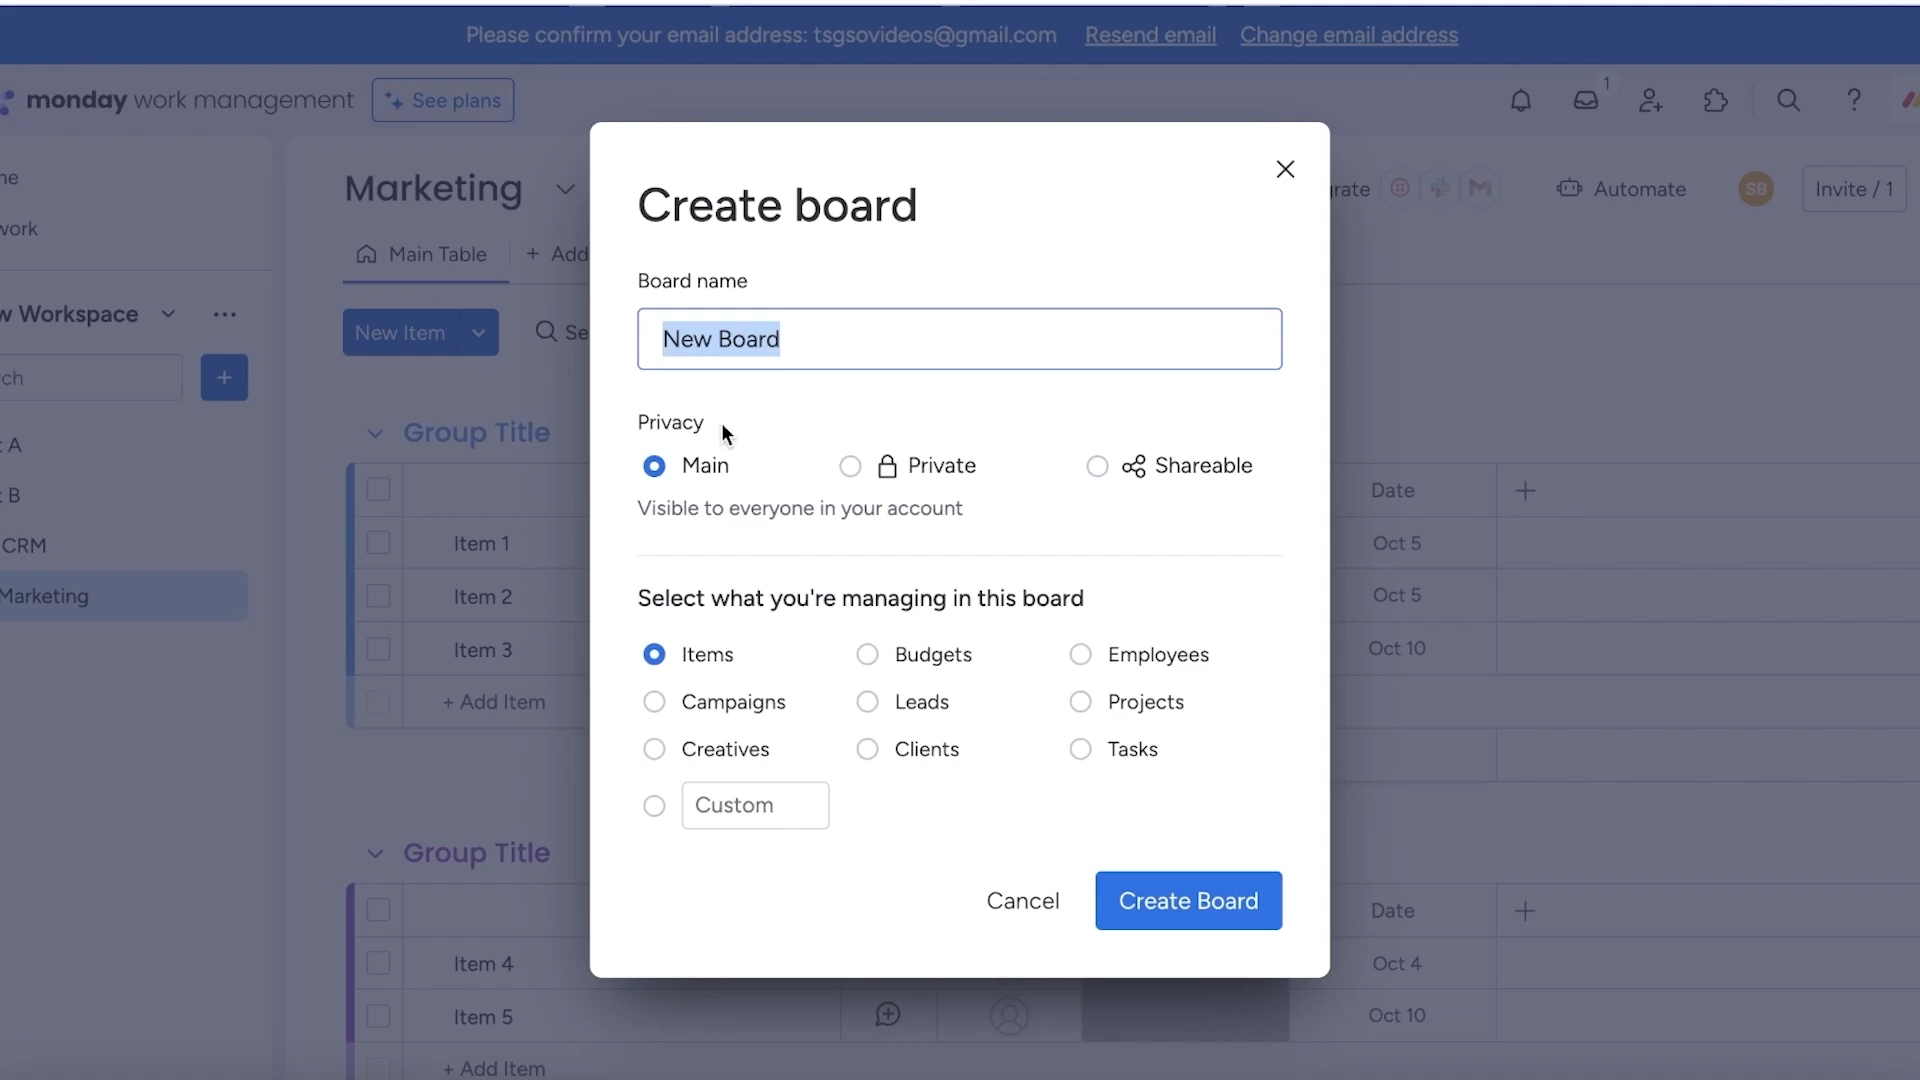 Please confirm your email address: tsgsovideos@gmail.com Resend email Change email address
monday work management See plans 1
Marketing Automate SB Invite / 1
Main Table + Add
Workspace
New Item
Create board
Board name
New Board
Privacy
Main Private Shareable
Visible to everyone in your account
Select what you're managing in this board
Items Budgets Employees
Campaigns Leads Projects
Creatives Clients Tasks
Custom
Cancel Create Board
A
B
CRM
Marketing
Group Title
Date
Item 1 Oct 5
Item 2 Oct 5
Item 3 Oct 10
+ Add Item
Group Title
Date
Item 4 Oct 4
Item 5 Oct 10
+ Add Item